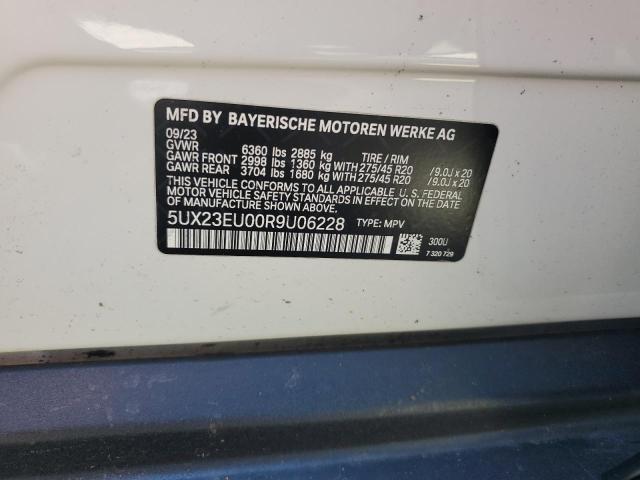 MFD BY BAYERISCHE MOTOREN WERKE AG
09/23
GVWR 6360 lbs 2885 kg TIRE / RIM
GAWR FRONT 2998 lbs 1360 kg WITH 275/45 R20 / 9.0J x 20
GAWR REAR 3704 lbs 1680 kg WITH 275/45 R20 / 9.0J x 20
THIS VEHICLE CONFORMS TO ALL APPLICABLE U.S. FEDERAL
MOTOR VEHICLE SAFETY STANDARDS IN EFFECT ON THE DATE OF
MANUFACTURE SHOWN ABOVE.
5UX23EU00R9U06228 TYPE: MPV
300U
7 320 729